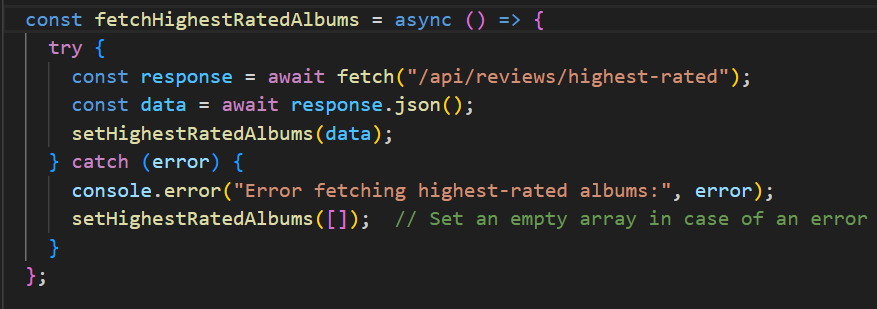 const fetchHighestRatedAlbums = async () => {
  try {
    const response = await fetch("/api/reviews/highest-rated");
    const data = await response.json();
    setHighestRatedAlbums(data);
  } catch (error) {
    console.error("Error fetching highest-rated albums:", error);
    setHighestRatedAlbums([]);  // Set an empty array in case of an error
  }
};